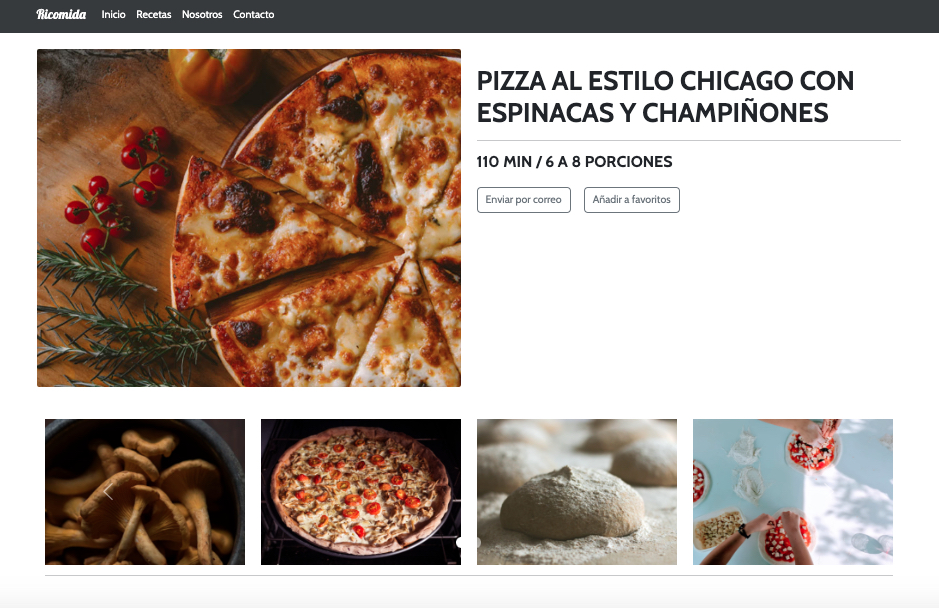 Ricomida Inicio Recetas Nosotros Contacto
PIZZA AL ESTILO CHICAGO CON
ESPINACAS Y CHAMPIÑONES
110 MIN / 6 A 8 PORCIONES
Enviar por correo Añadir a favoritos